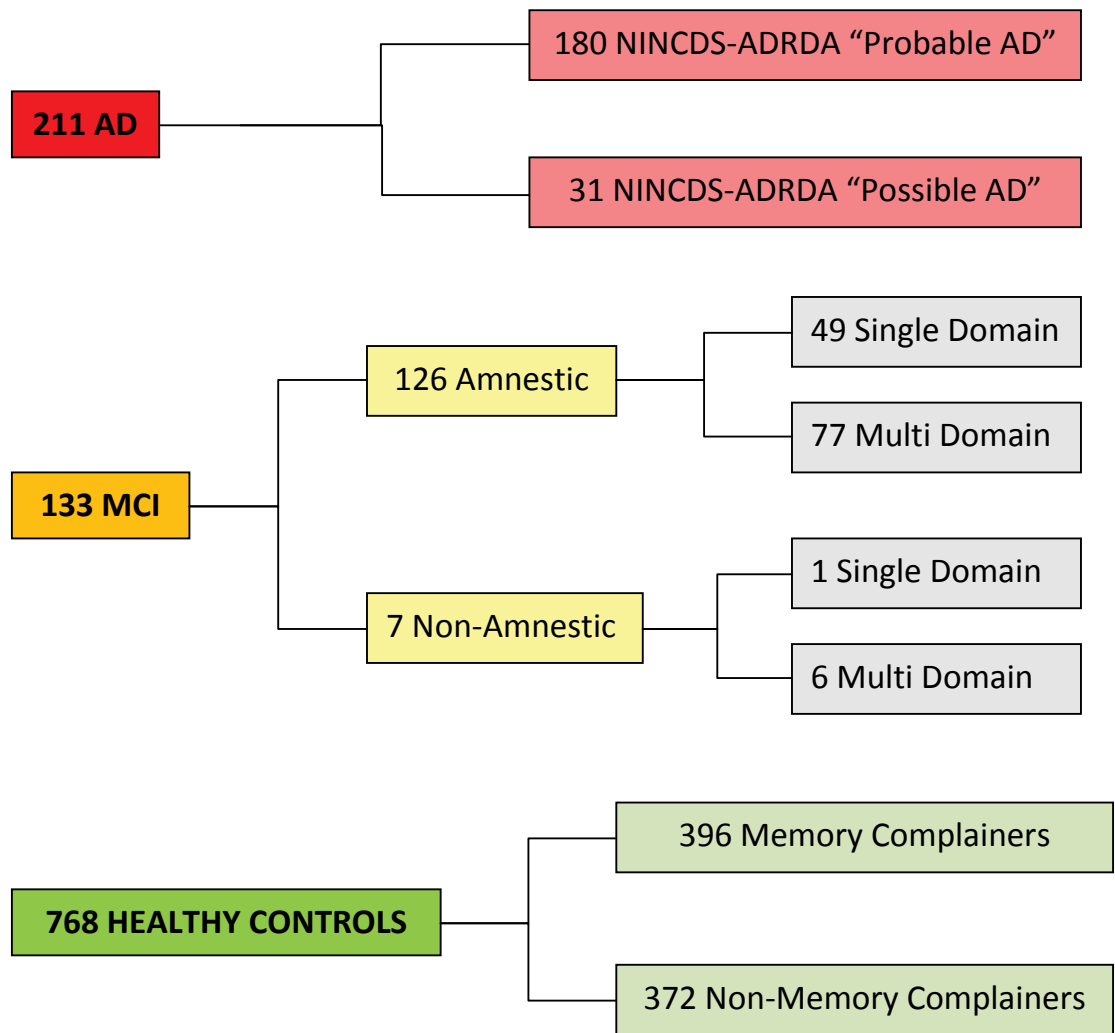 180 NINCDS-ADRDA “Probable AD”
211 AD
31 NINCDS-ADRDA “Possible AD”
49 Single Domain
126 Amnestic
77 Multi Domain
133 MCI
1 Single Domain
7 Non-Amnestic
6 Multi Domain
396 Memory Complainers
768 HEALTHY CONTROLS
372 Non-Memory Complainers